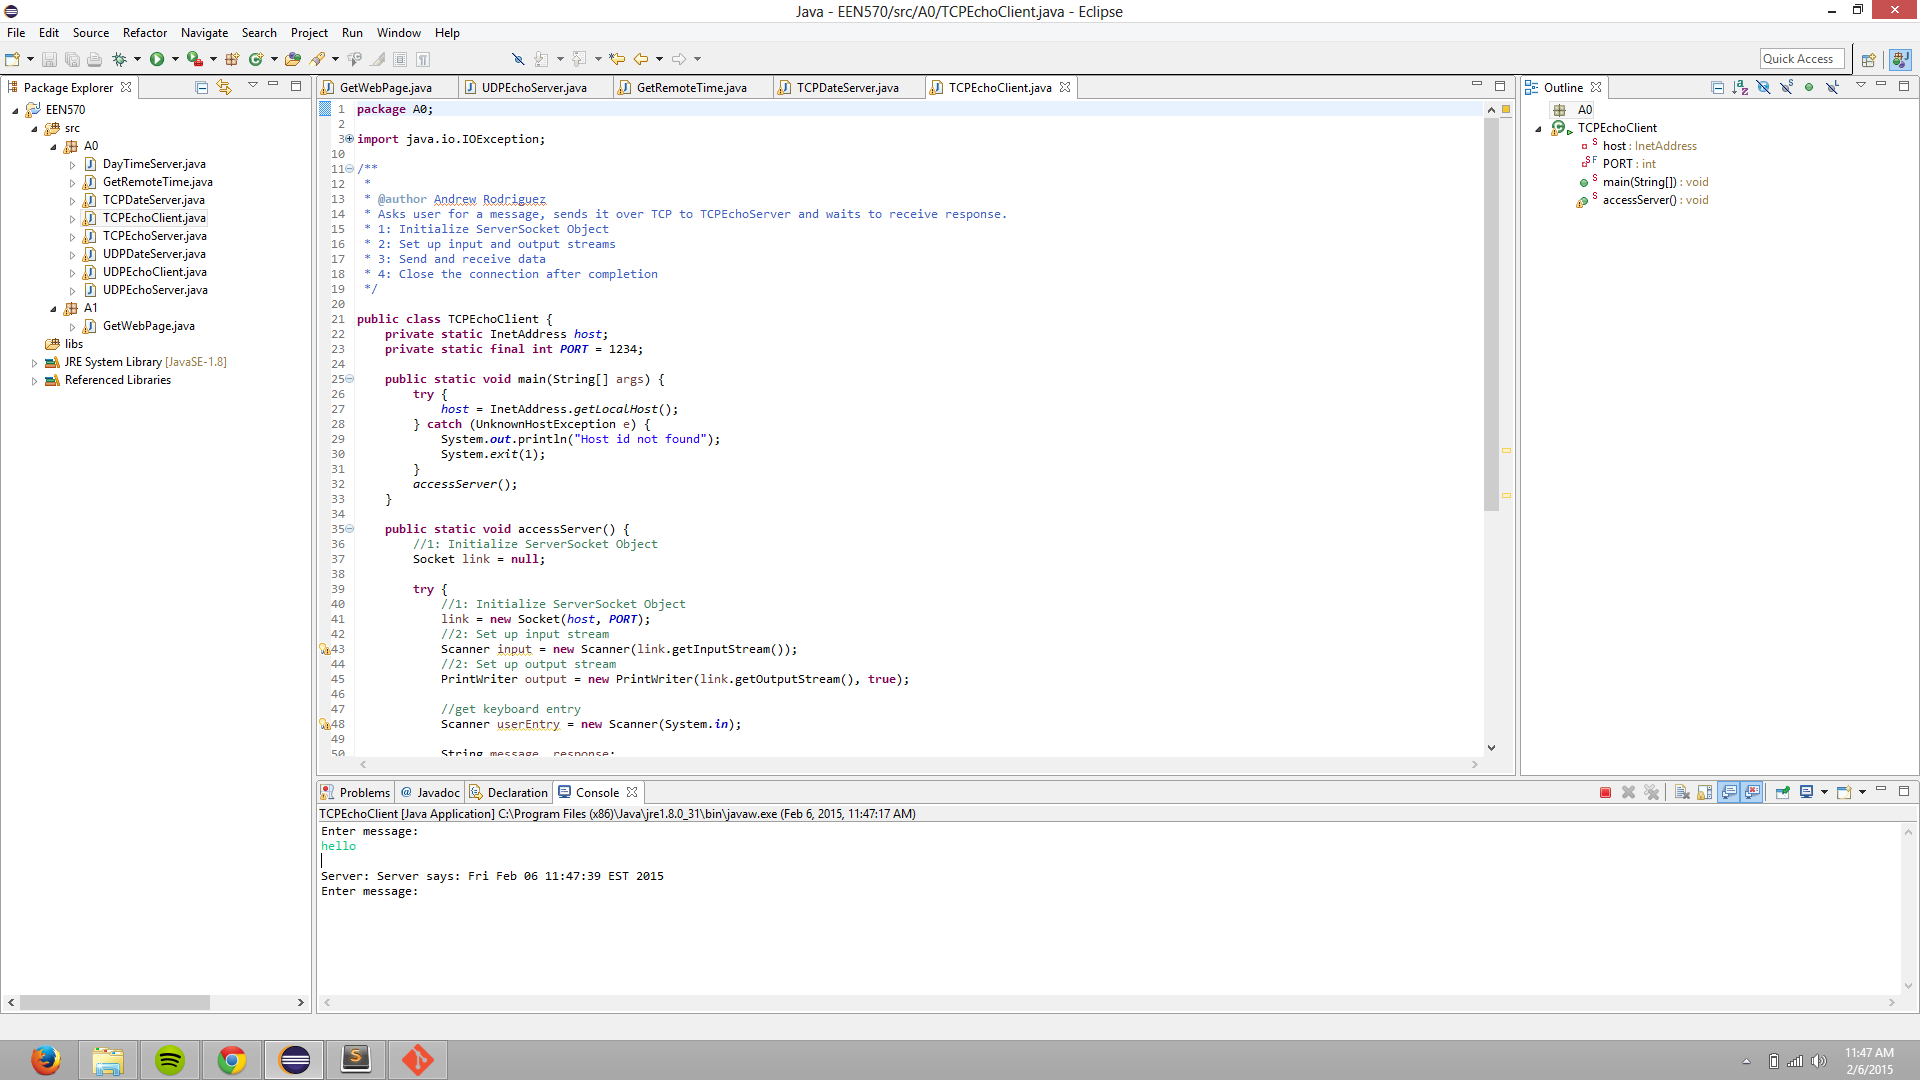 Java - EEN570/src/A0/TCPEchoClient.java - Eclipse
File Edit Source Refactor Navigate Search Project Run Window Help
Quick Access
Package Explorer
EEN570
src
A0
DayTimeServer.java
GetRemoteTime.java
TCPDateServer.java
TCPEchoClient.java
TCPEchoServer.java
UDPDateServer.java
UDPEchoClient.java
UDPEchoServer.java
A1
GetWebPage.java
libs
JRE System Library [JavaSE-1.8]
Referenced Libraries
GetWebPage.java UDPEchoServer.java GetRemoteTime.java TCPDateServer.java TCPEchoClient.java
1 package A0;
2
3 import java.io.IOException;
10
11 /**
12 *
13 * @author Andrew Rodriguez
14 * Asks user for a message, sends it over TCP to TCPEchoServer and waits to receive response.
15 * 1: Initialize ServerSocket Object
16 * 2: Set up input and output streams
17 * 3: Send and receive data
18 * 4: Close the connection after completion
19 */
20
21 public class TCPEchoClient {
22 private static InetAddress host;
23 private static final int PORT = 1234;
24
25 public static void main(String[] args) {
26 try {
27 host = InetAddress.getLocalHost();
28 } catch (UnknownHostException e) {
29 System.out.println("Host id not found");
30 System.exit(1);
31 }
32 accessServer();
33 }
34
35 public static void accessServer() {
36 //1: Initialize ServerSocket Object
37 Socket link = null;
38
39 try {
40 //1: Initialize ServerSocket Object
41 link = new Socket(host, PORT);
42 //2: Set up input stream
43 Scanner input = new Scanner(link.getInputStream());
44 //2: Set up output stream
45 PrintWriter output = new PrintWriter(link.getOutputStream(), true);
46
47 //get keyboard entry
48 Scanner userEntry = new Scanner(System.in);
49
50 String message, response;
Outline
A0
TCPEchoClient
host : InetAddress
PORT : int
main(String[]) : void
accessServer() : void
Problems Javadoc Declaration Console
TCPEchoClient [Java Application] C:\Program Files (x86)\Java\jre1.8.0_31\bin\javaw.exe (Feb 6, 2015, 11:47:17 AM)
Enter message:
hello
Server: Server says: Fri Feb 06 11:47:39 EST 2015
Enter message:
11:47 AM
2/6/2015